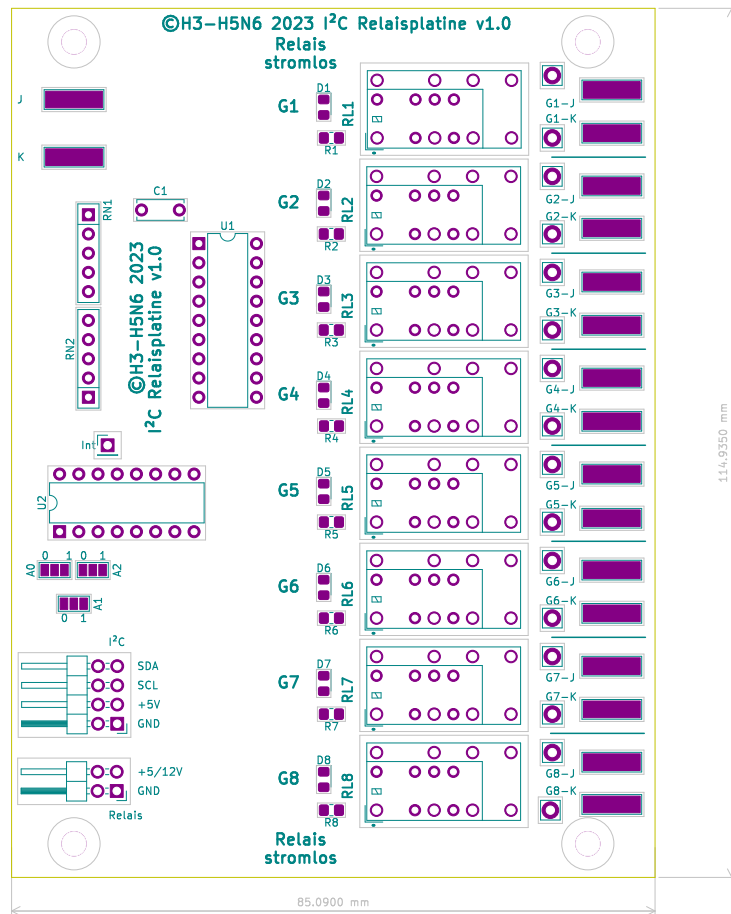 ©H3-H5N6 2023 I²C Relaisplatine v1.0
Relais
stromlos
J
K
RN1
C1
U1
RN2
©H3-H5N6 2023
I²C Relaisplatine v1.0
Int
U2
0 1
A0
0 1
A2
A1
0 1
I²C
SDA
SCL
+5V
GND
+5/12V
GND
Relais
G1
D1
RL1
R1
G1-J
G1-K
G2
D2
RL2
R2
G2-J
G2-K
G3
D3
RL3
R3
G3-J
G3-K
G4
D4
RL4
R4
G4-J
G4-K
G5
D5
RL5
R5
G5-J
G5-K
G6
D6
RL6
R6
G6-J
G6-K
G7
D7
RL7
R7
G7-J
G7-K
G8
D8
RL8
R8
G8-J
G8-K
Relais
stromlos
114.9350 mm
85.0900 mm